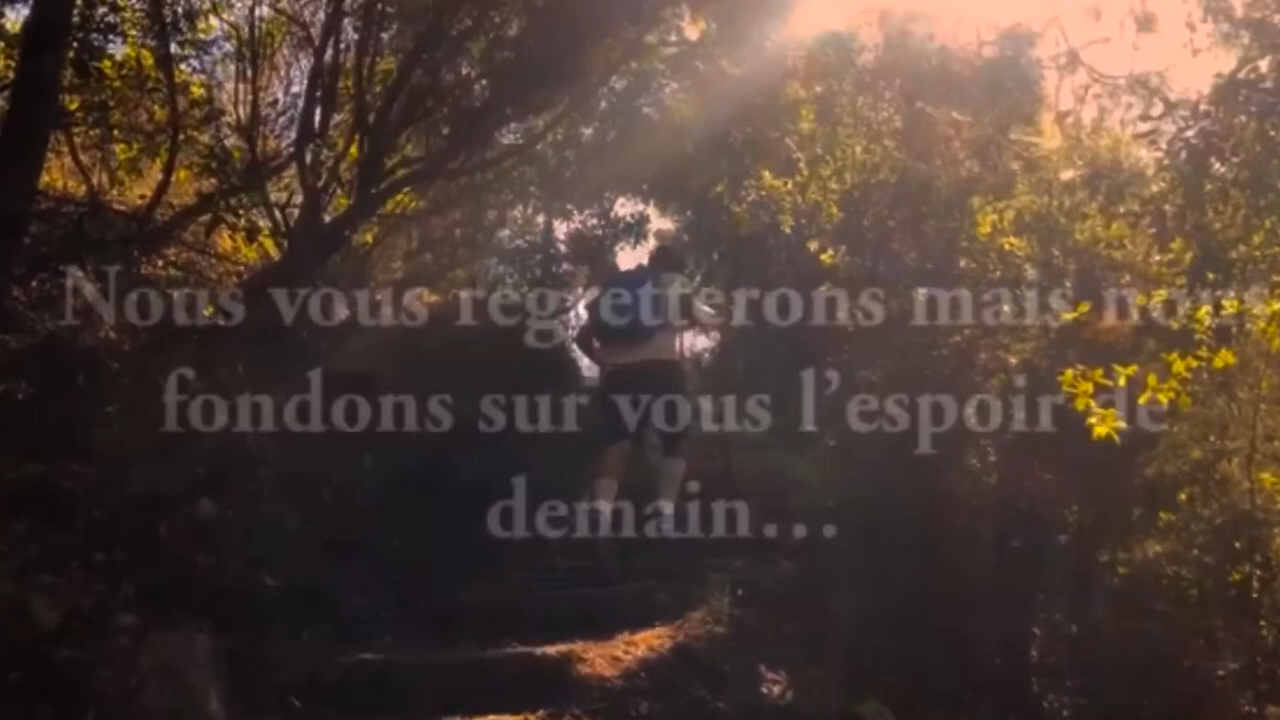 Nous vous regretterons mais nous
fondons sur vous l'espoir de
demain…